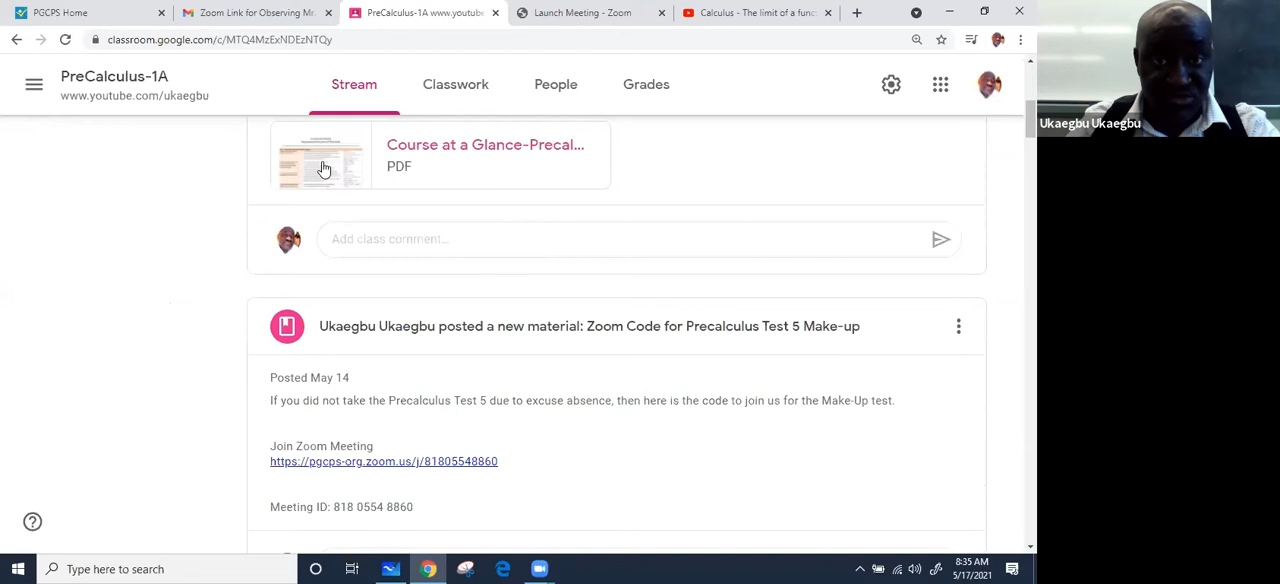 PGCPS Home
Zoom Link for Observing Mr.
PreCalculus-1A www.youtube
Launch Meeting - Zoom
Calculus - The limit of a func
classroom.google.com/c/MTQ4MzExNDEzNTQy
PreCalculus-1A
www.youtube.com/ukaegbu
Stream
Classwork
People
Grades
Ukaegbu Ukaegbu
Course at a Glance-Precal...
PDF
Add class comment...
Ukaegbu Ukaegbu posted a new material: Zoom Code for Precalculus Test 5 Make-up
Posted May 14
If you did not take the Precalculus Test 5 due to excuse absence, then here is the code to join us for the Make-Up test.
Join Zoom Meeting
https://pgcps-org.zoom.us/j/81805548860
Meeting ID: 818 0554 8860
Type here to search
8:35 AM
5/17/2021